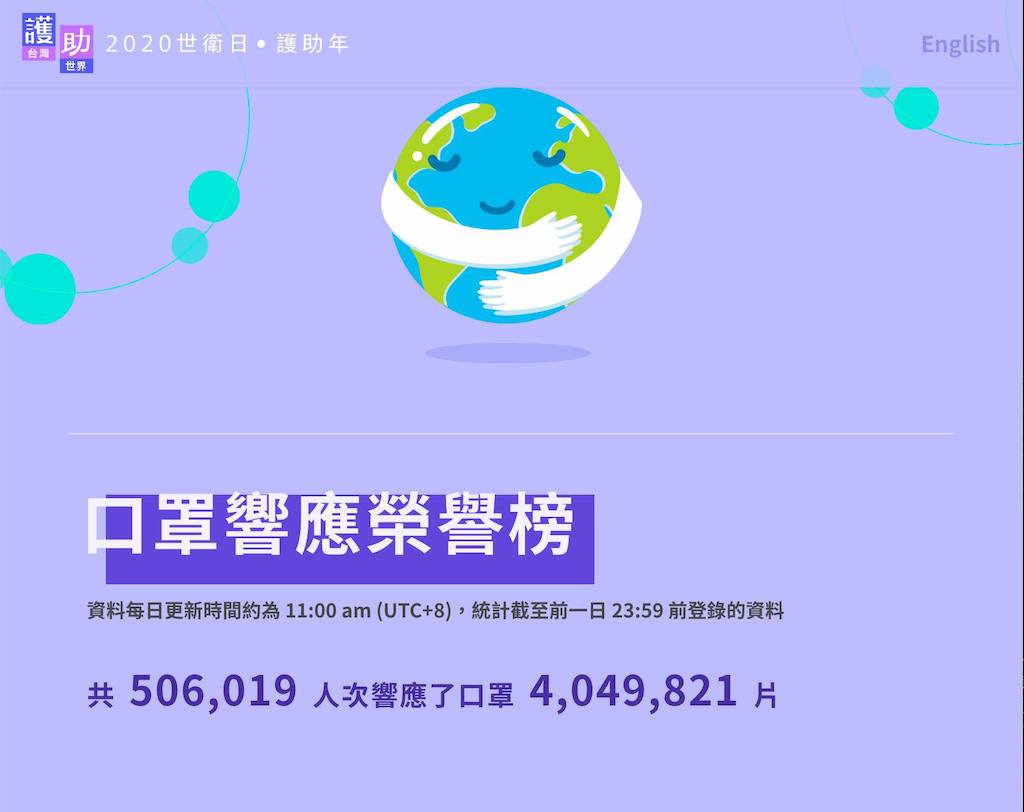 護
台灣
助
世界
2020世衛日•護助年
English
口罩響應榮譽榜
資料每日更新時間約為 11:00 am (UTC+8)，統計截至前一日 23:59 前登錄的資料
共 506,019 人次響應了口罩 4,049,821 片